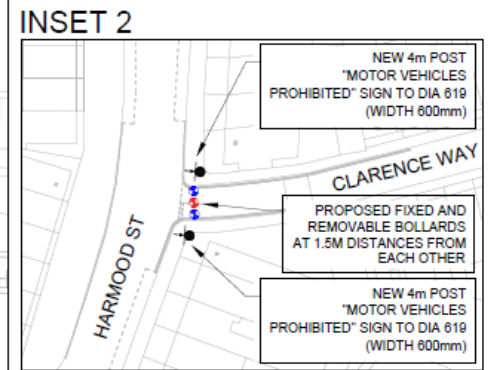 INSET 2
NEW 4m POST
"MOTOR VEHICLES
PROHIBITED" SIGN TO DIA 619
(WIDTH 600mm)
CLARENCE WAY
PROPOSED FIXED AND
REMOVABLE BOLLARDS
AT 1.5M DISTANCES FROM
EACH OTHER
HARMOOD ST
NEW 4m POST
"MOTOR VEHICLES
PROHIBITED" SIGN TO DIA 619
(WIDTH 600mm)